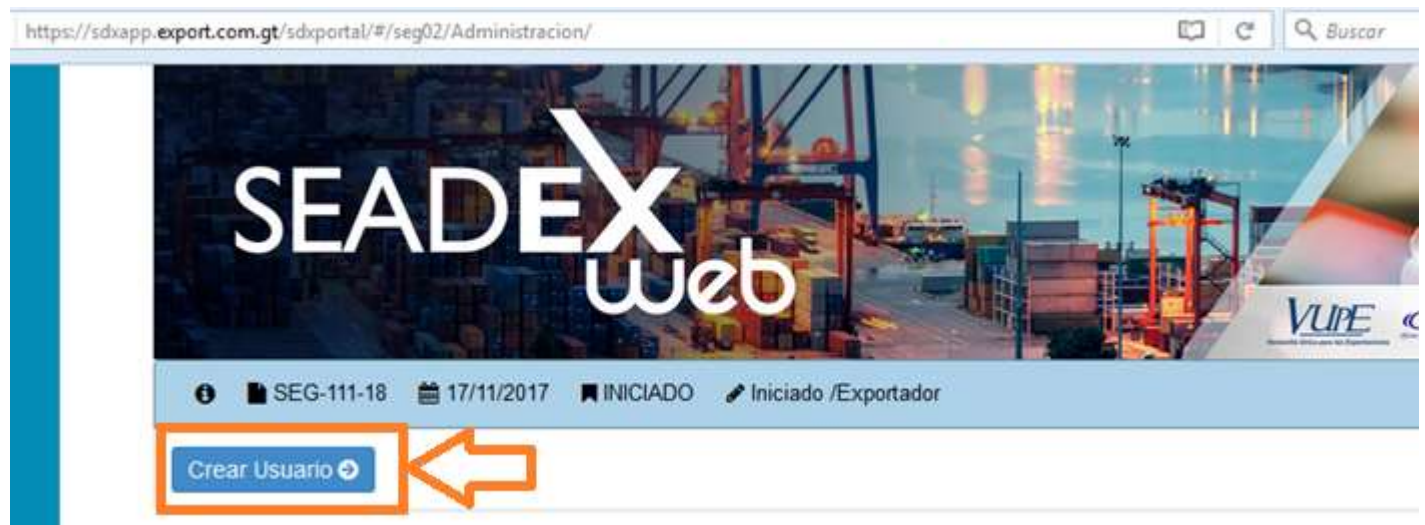 https://sdxapp.export.com.gt/sdxportal/#/seg02/Administracion/ Buscar
SEADEX
web
VUPE
SEG-111-18 17/11/2017 INICIADO Iniciado /Exportador
Crear Usuario